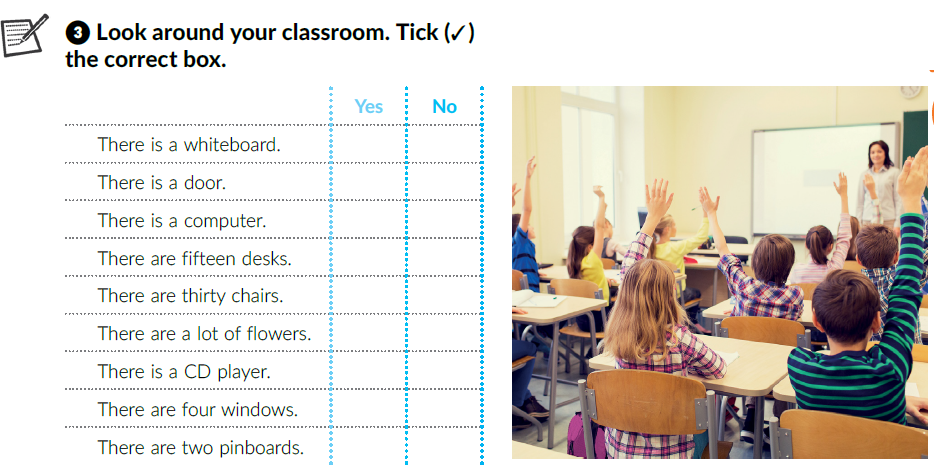 3 Look around your classroom. Tick (✓)
the correct box.
Yes No
There is a whiteboard.
There is a door.
There is a computer.
There are fifteen desks.
There are thirty chairs.
There are a lot of flowers.
There is a CD player.
There are four windows.
There are two pinboards.